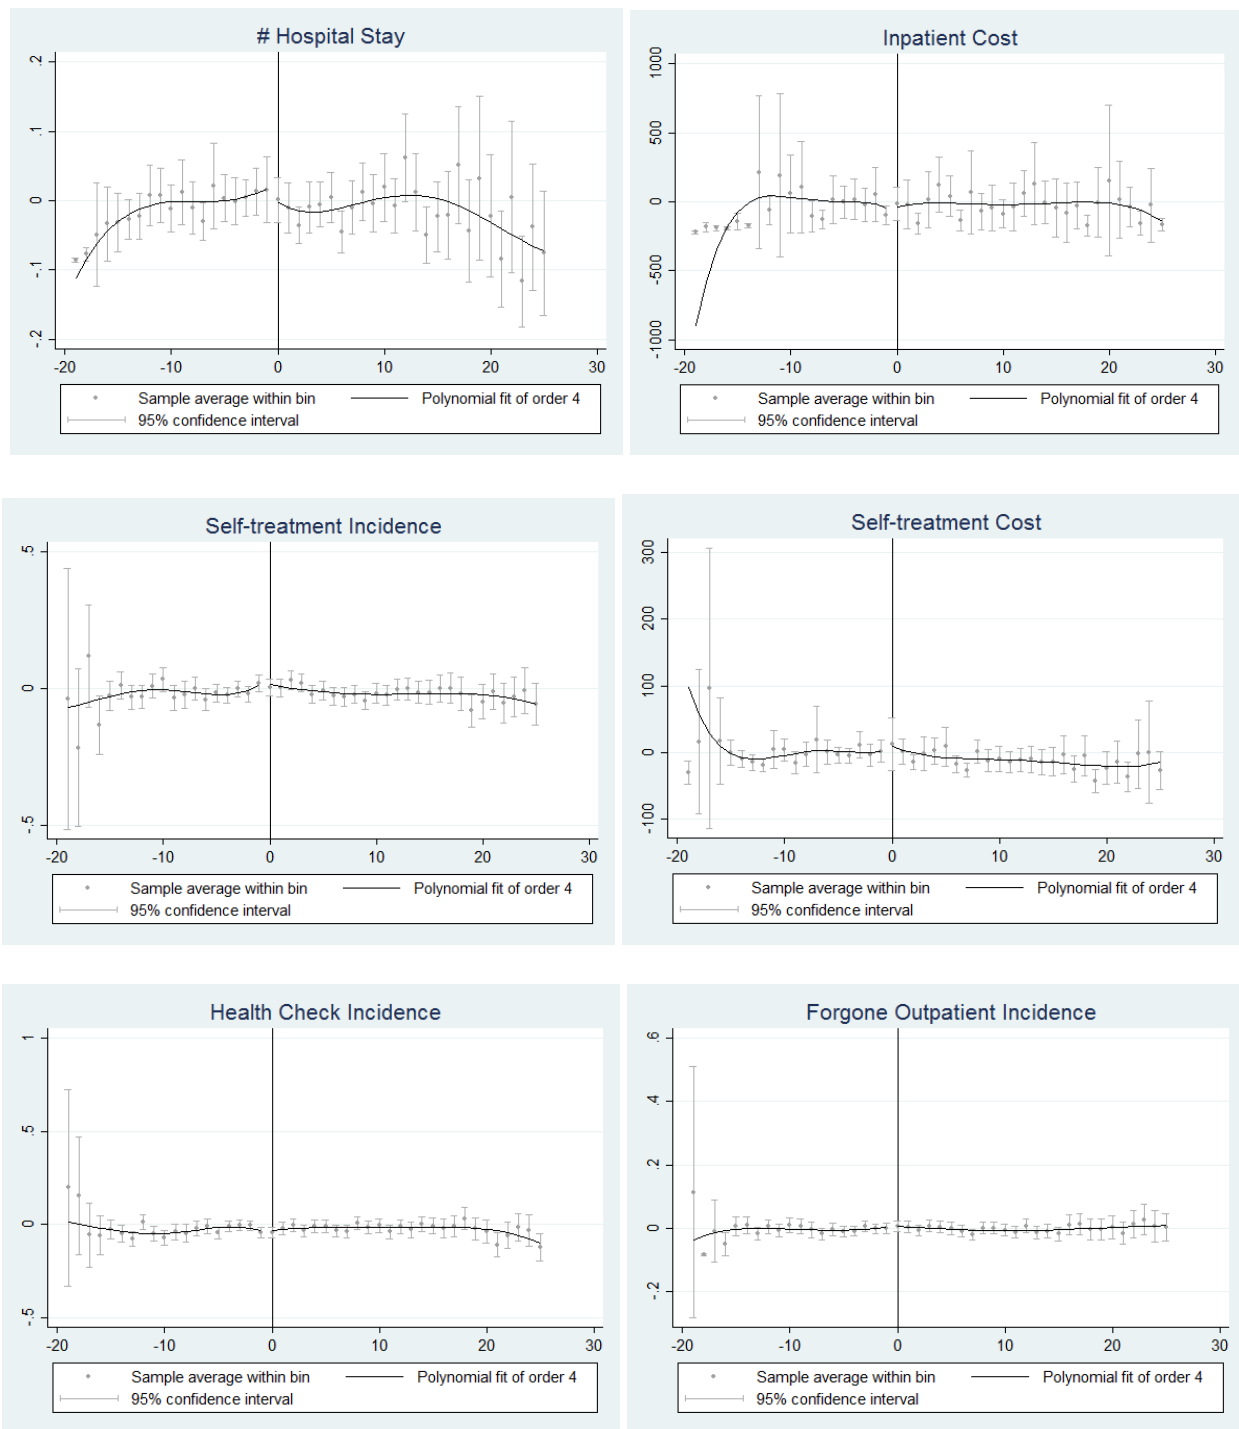 # Hospital Stay
.2
.1
0
-.1
-.2
-20 -10 0 10 20 30
Sample average within bin Polynomial fit of order 4
95% confidence interval
Inpatient Cost
1000
500
0
-500
-1000
-20 -10 0 10 20 30
Sample average within bin Polynomial fit of order 4
95% confidence interval
Self-treatment Incidence
.5
0
-.5
-20 -10 0 10 20 30
Sample average within bin Polynomial fit of order 4
95% confidence interval
Self-treatment Cost
300
200
100
0
-100
-20 -10 0 10 20 30
Sample average within bin Polynomial fit of order 4
95% confidence interval
Health Check Incidence
1
.5
0
-.5
-20 -10 0 10 20 30
Sample average within bin Polynomial fit of order 4
95% confidence interval
Forgone Outpatient Incidence
.6
.4
.2
0
-.2
-20 -10 0 10 20 30
Sample average within bin Polynomial fit of order 4
95% confidence interval